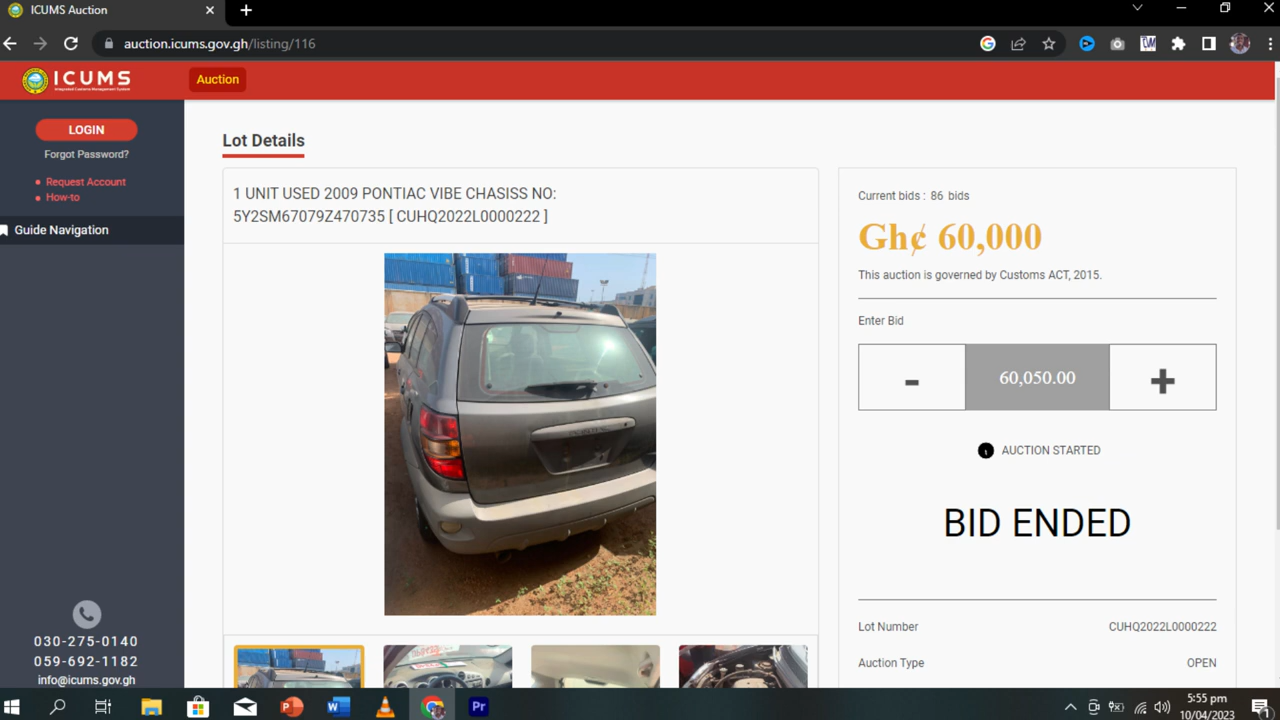 ICUMS Auction
auction.icums.gov.gh/listing/116
ICUMS
Integrated Customs Management System
Auction
LOGIN
Forgot Password?
Request Account
How-to
Guide Navigation
030-275-0140
059-692-1182
info@icums.gov.gh
Lot Details
1 UNIT USED 2009 PONTIAC VIBE CHASISS NO:
5Y2SM67079Z470735 [ CUHQ2022L0000222 ]
Current bids : 86 bids
Gh¢ 60,000
This auction is governed by Customs ACT, 2015.
Enter Bid
- 60,050.00 +
AUCTION STARTED
BID ENDED
Lot Number CUHQ2022L0000222
Auction Type OPEN
5:55 pm
10/04/2023